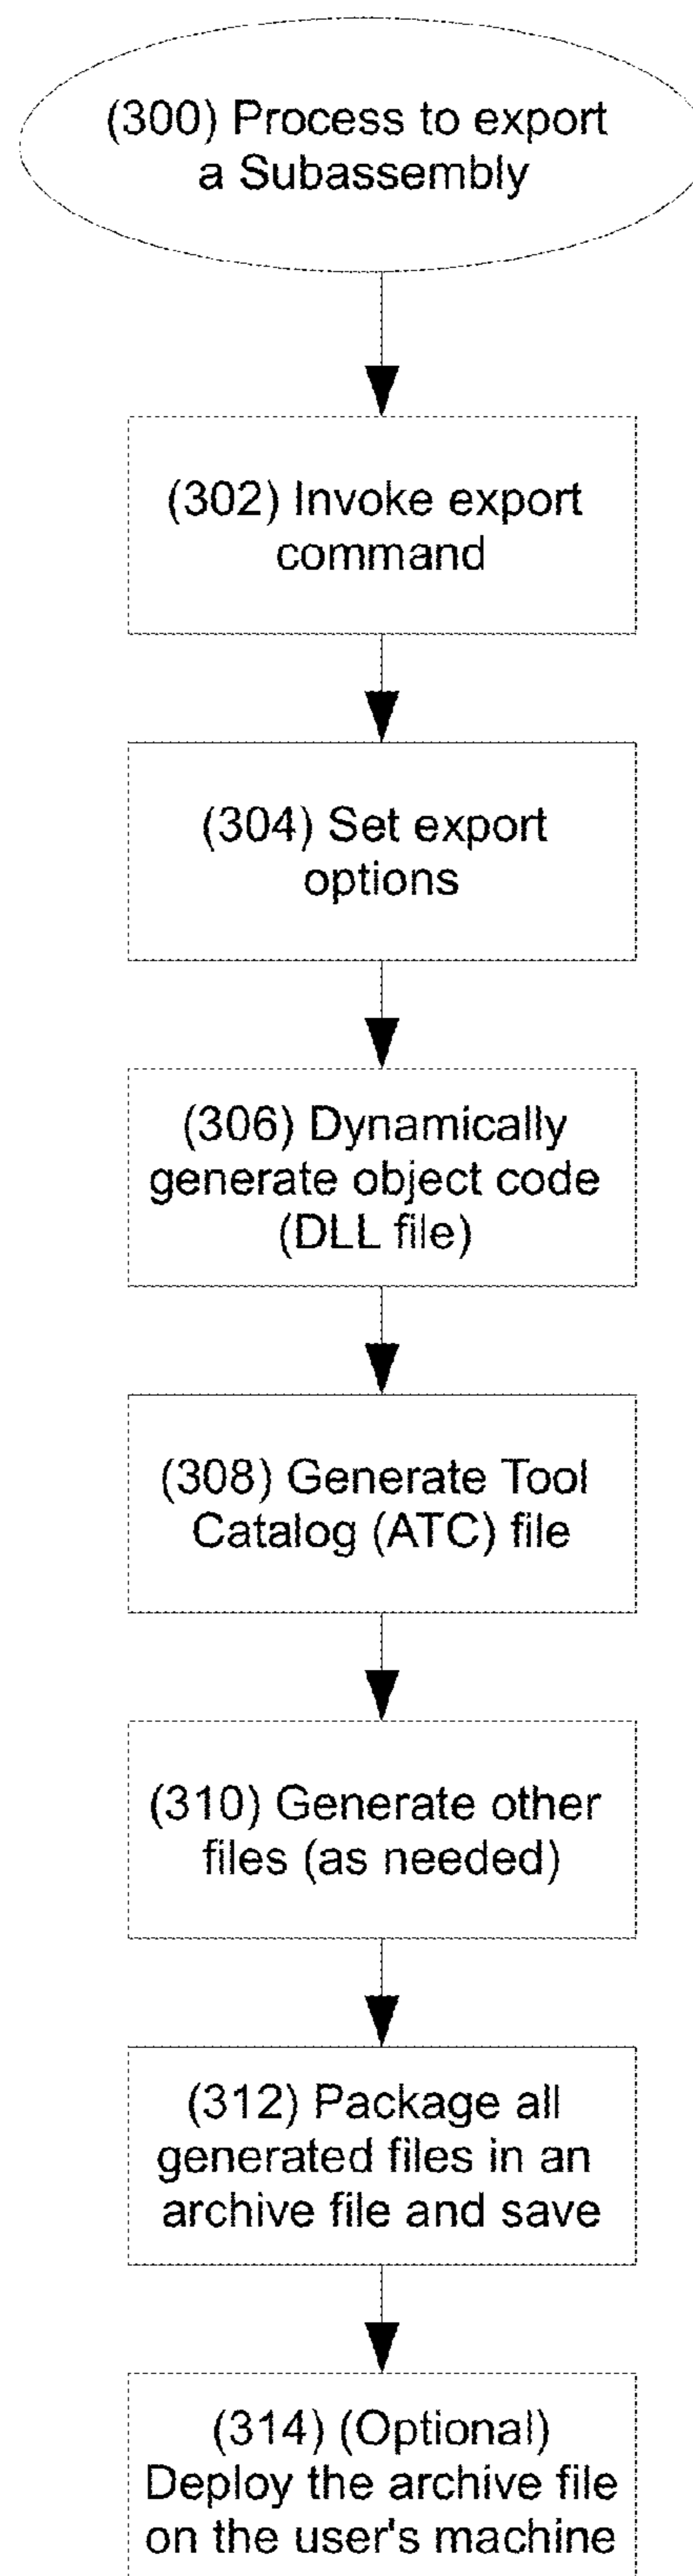 (300) Process to export
a Subassembly
(302) Invoke export
command
(304) Set export
options
(306) Dynamically
generate object code
(DLL file)
(308) Generate Tool
Catalog (ATC) file
(310) Generate other
files (as needed)
(312) Package all
generated files in an
archive file and save
(314) (Optional)
Deploy the archive file
on the user's machine